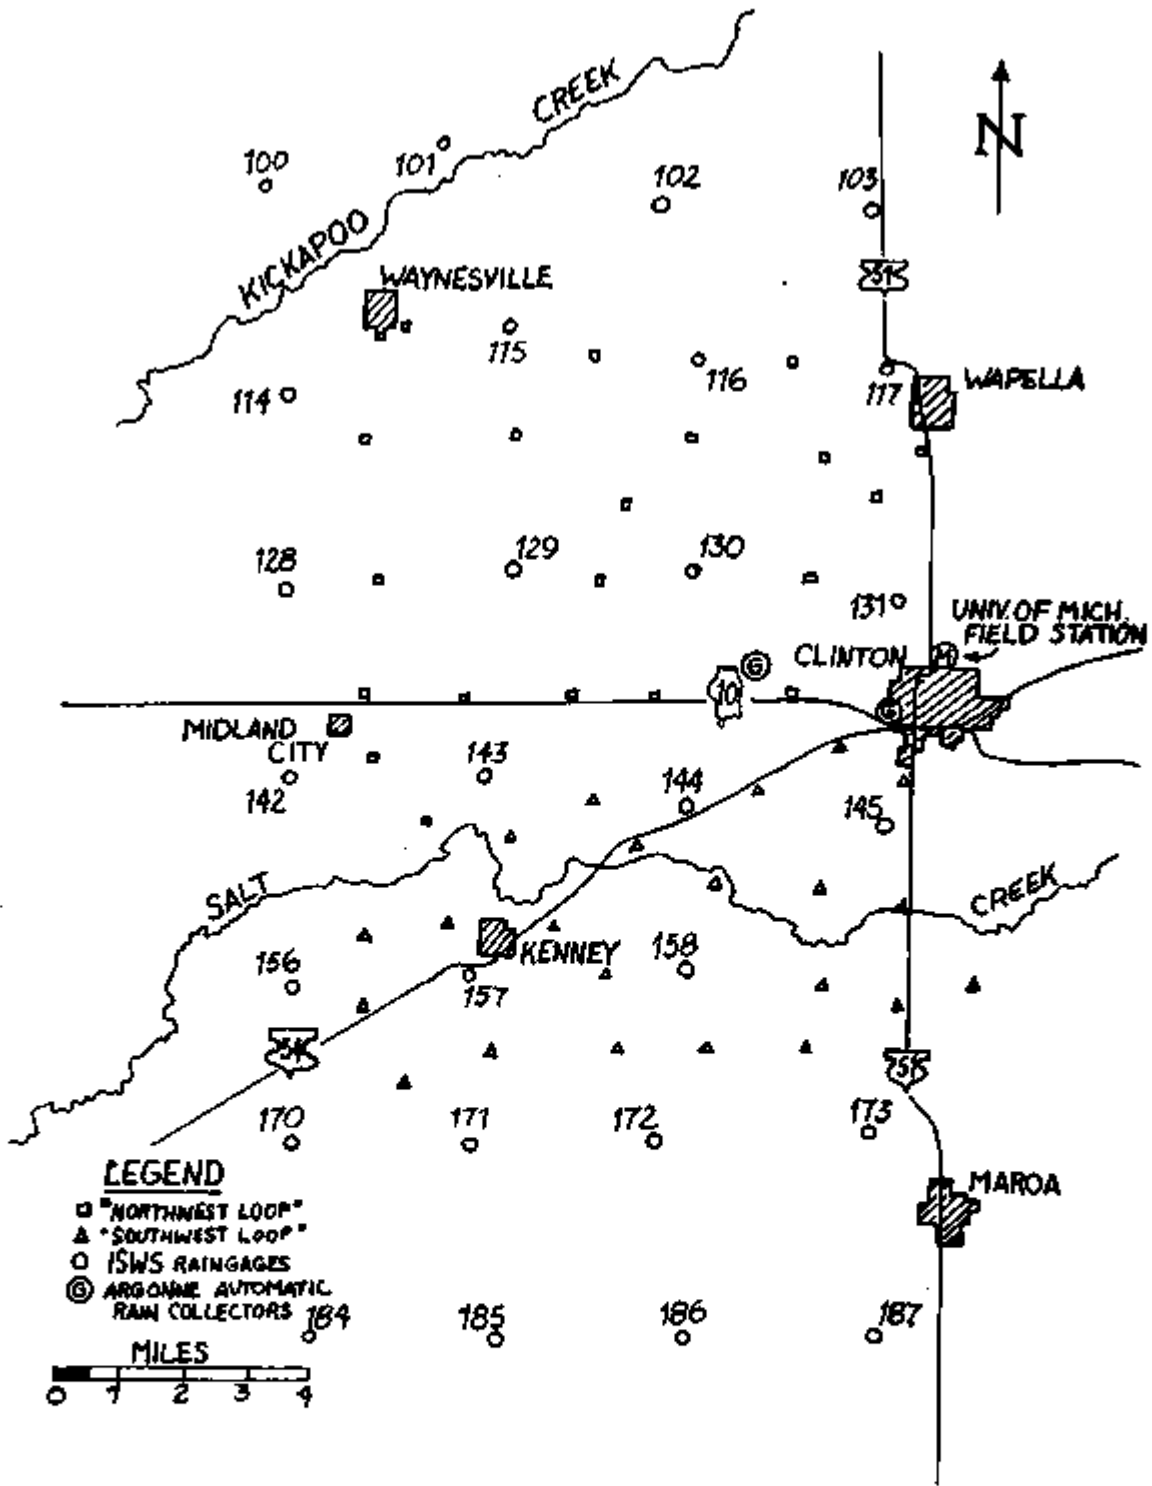 CREEK
N
100
101
102
103
KICKAPOO
51
WAYNESVILLE
115
116
117
WAPELLA
114
128
129
130
131
UNIV. OF MICH.
FIELD STATION
M
CLINTON
G
10
G
MIDLAND
CITY
142
143
144
145
SALT
CREEK
KENNEY
156
157
158
54
51
170
171
172
173
MAROA
LEGEND
"NORTHWEST LOOP"
"SOUTHWEST LOOP"
ISWS RAINGAGES
G ARGONNE AUTOMATIC
RAIN COLLECTORS
184
185
186
187
MILES
0 1 2 3 4